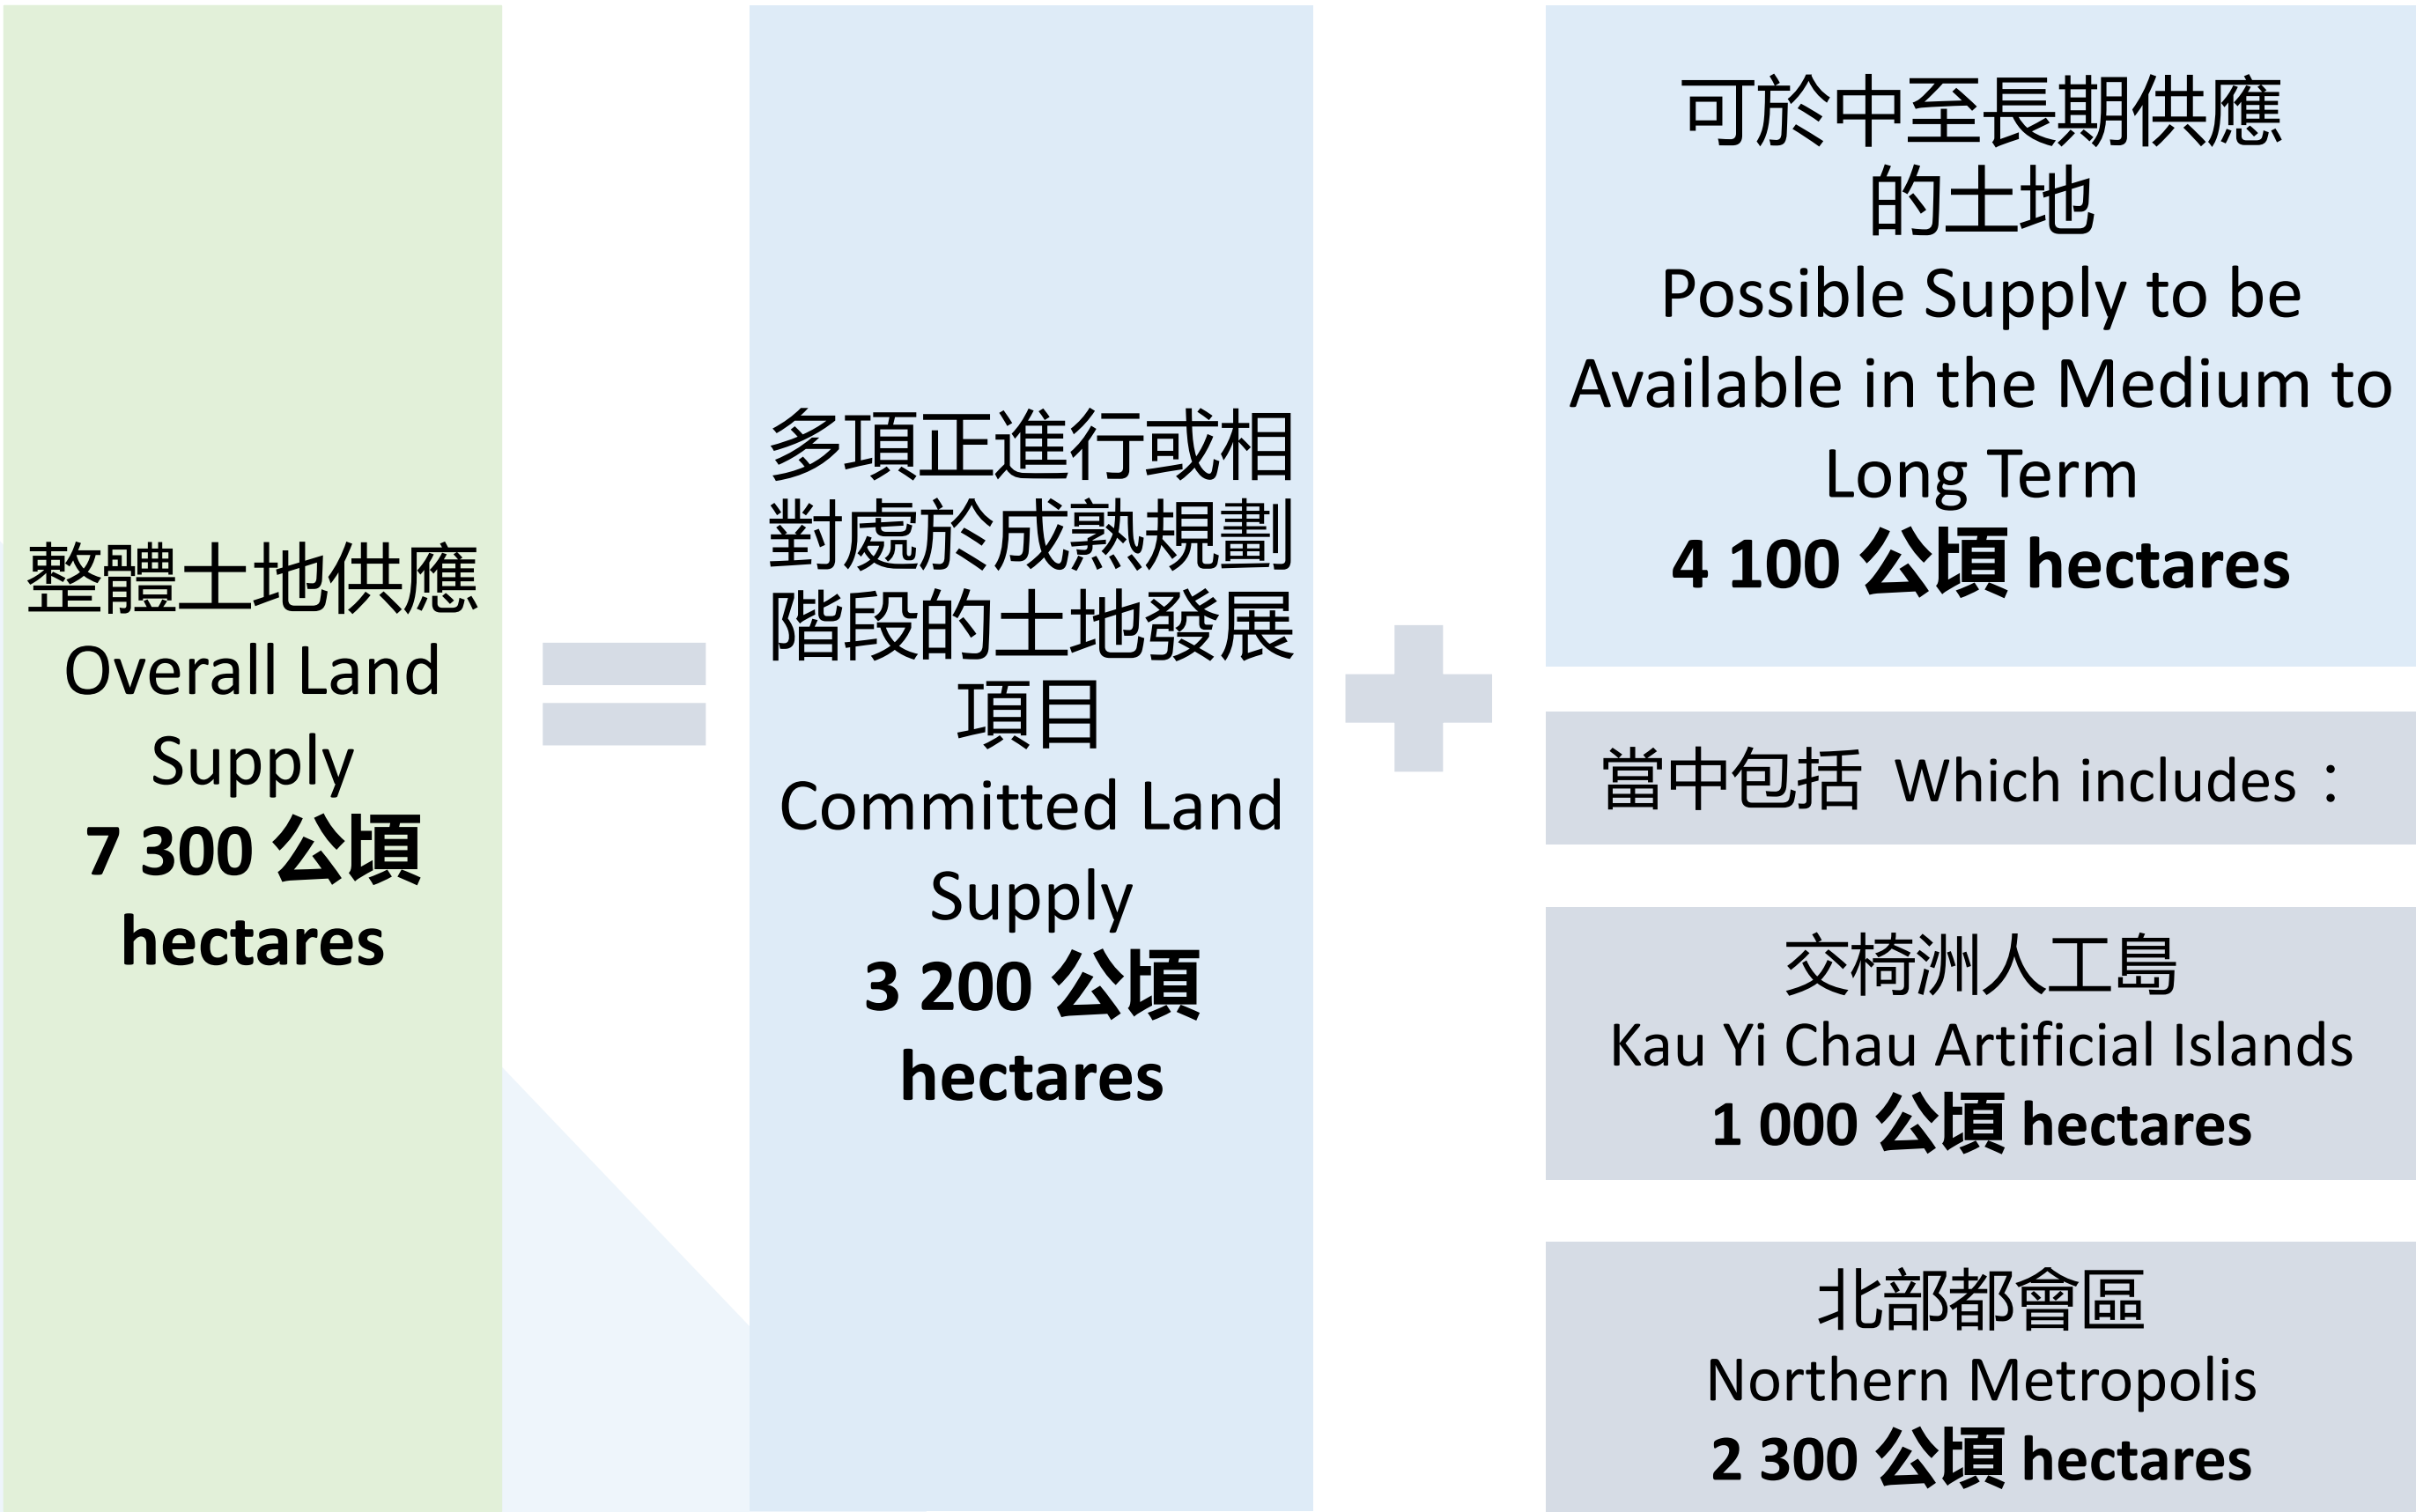 整體土地供應
Overall Land
Supply
7 300 公頃
hectares
多項正進行或相
對處於成熟規劃
階段的土地發展
項目
Committed Land
Supply
3 200 公頃
hectares
可於中至長期供應
的土地
Possible Supply to be
Available in the Medium to
Long Term
4 100 公頃 hectares
當中包括 Which includes：
交椅洲人工島
Kau Yi Chau Artificial Islands
1 000 公頃 hectares
北部都會區
Northern Metropolis
2 300 公頃 hectares